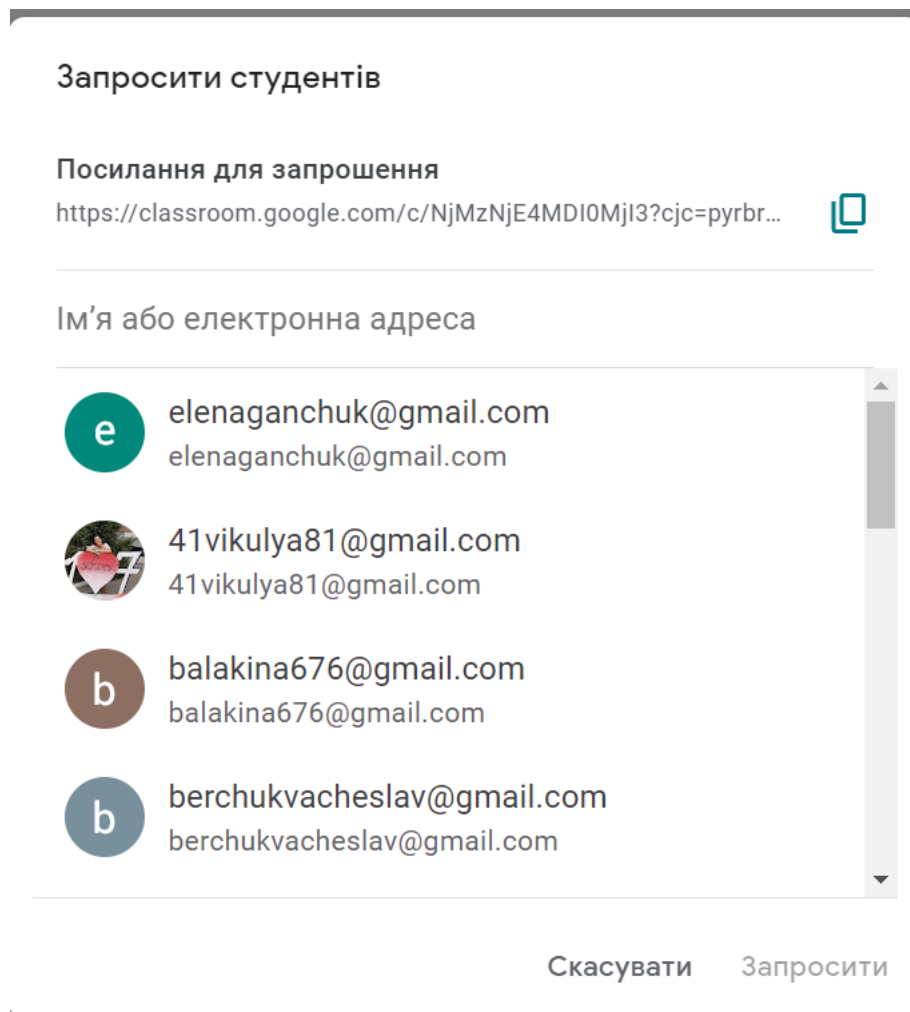 Запросити студентів
Посилання для запрошення
https://classroom.google.com/c/NjMzNjE4MDI0MjI3?cjc=pyrbr…
Ім’я або електронна адреса
e
elenaganchuk@gmail.com
elenaganchuk@gmail.com
41vikulya81@gmail.com
41vikulya81@gmail.com
b
balakina676@gmail.com
balakina676@gmail.com
b
berchukvacheslav@gmail.com
berchukvacheslav@gmail.com
Скасувати Запросити